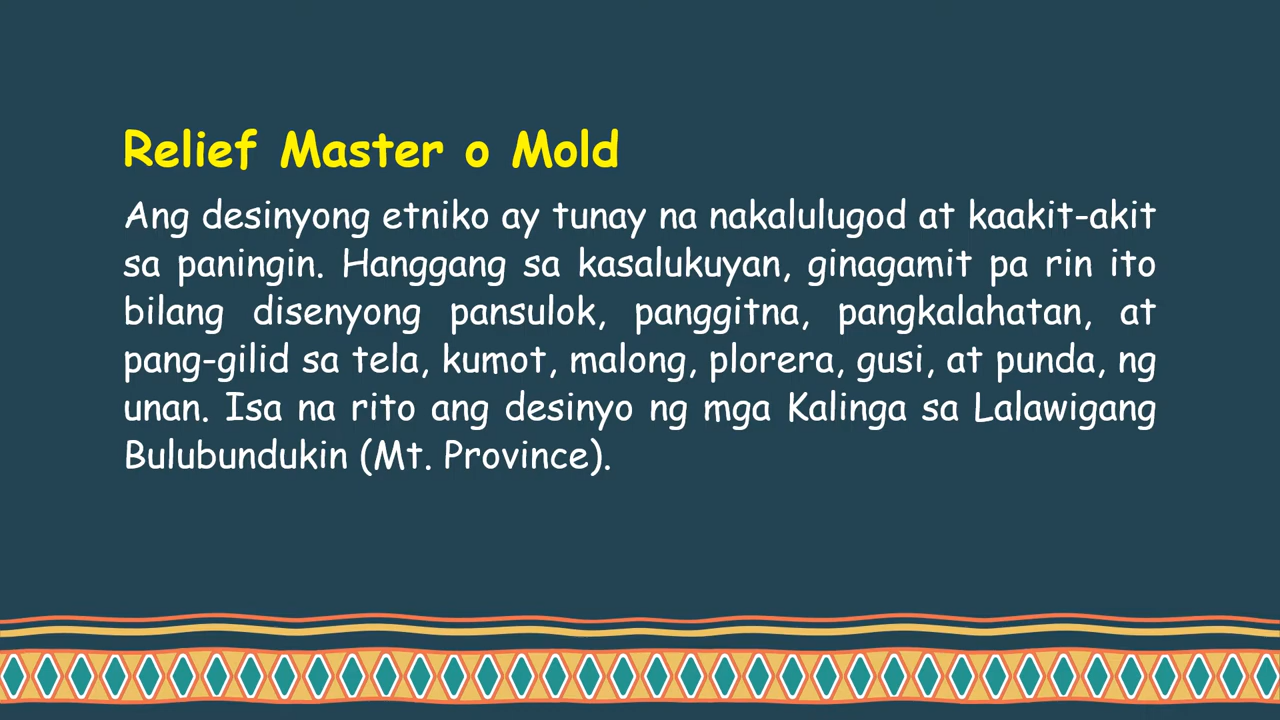 Relief Master o Mold
Ang desinyong etniko ay tunay na nakalulugod at kaakit-akit
sa paningin. Hanggang sa kasalukuyan, ginagamit pa rin ito
bilang disenyong pansulok, panggitna, pangkalahatan, at
pang-gilid sa tela, kumot, malong, plorera, gusi, at punda, ng
unan. Isa na rito ang desinyo ng mga Kalinga sa Lalawigang
Bulubundukin (Mt. Province).